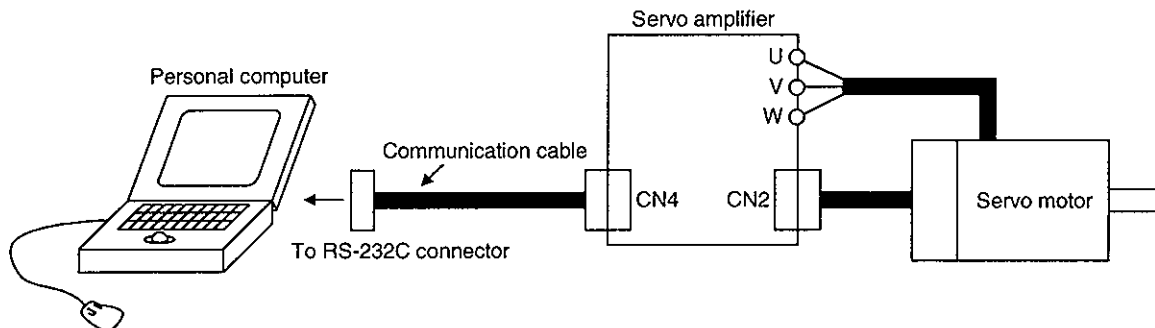 Servo amplifier
Personal computer
U
V
W
Communication cable
CN4
CN2
Servo motor
To RS-232C connector